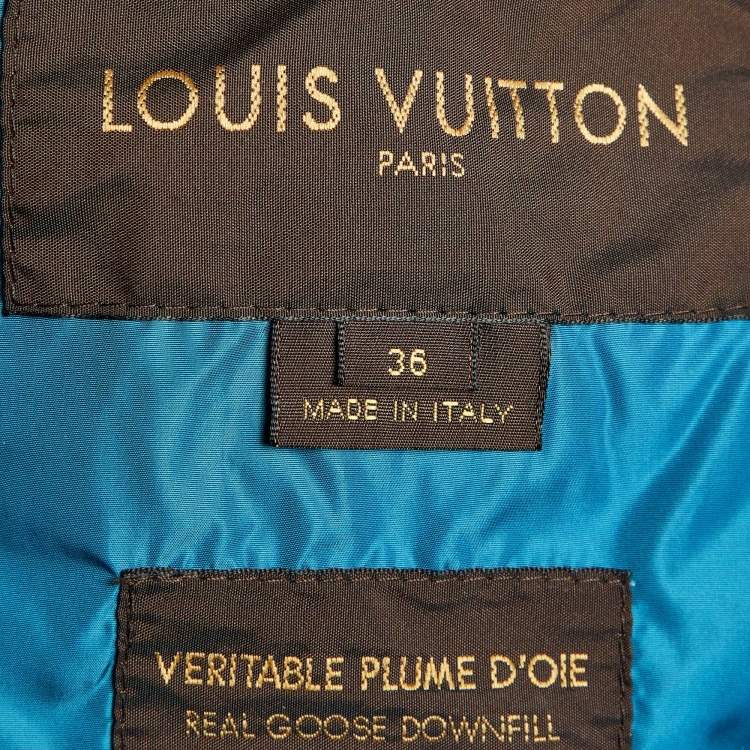 LOUIS VUITTON
PARIS
36
MADE IN ITALY
VERITABLE PLUME D'OIE
REAL GOOSE DOWNFILL